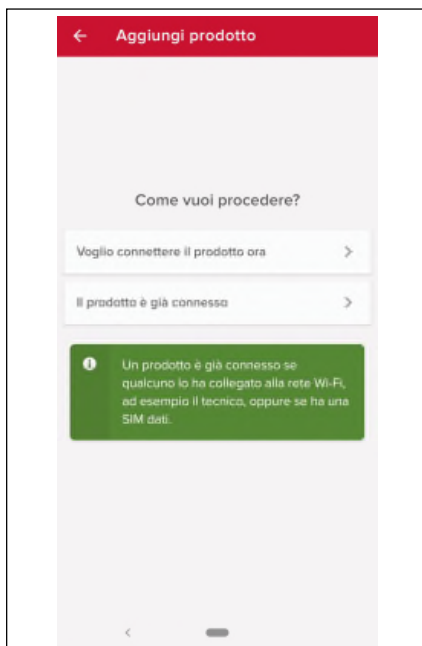 Aggiungi prodotto
Come vuoi procedere?
Voglio connettere il prodotto ora
Il prodotto è già connesso
Un prodotto è già connesso se
qualcuno lo ha collegato alla rete Wi-Fi,
ad esempio il tecnico, oppure se ha una
SIM dati.